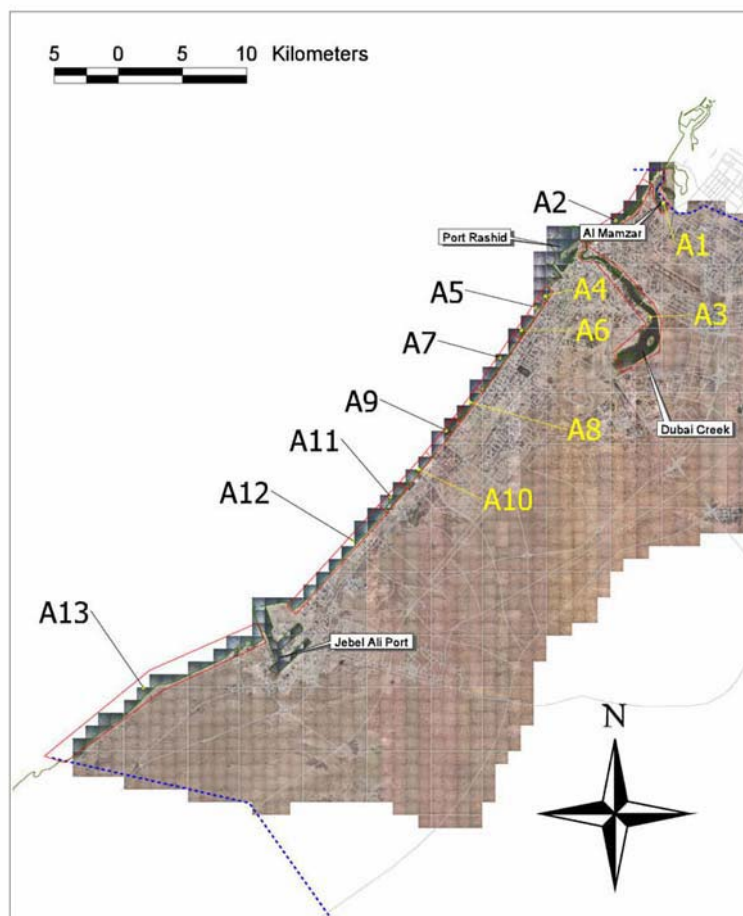 5 0 5 10 Kilometers
A2
Al Mamzar
Port Rashid
A1
A5
A4
A3
A6
A7
A9
A8
Dubai Creek
A11
A10
A12
A13
Jebel Ali Port
N